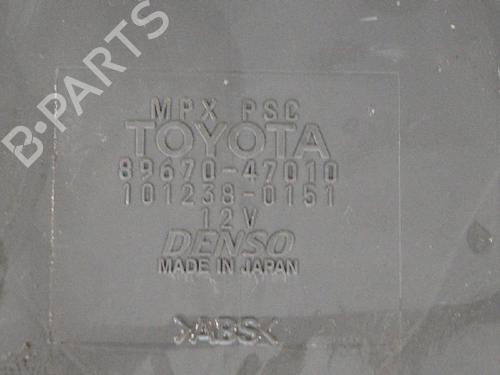 B-PARTS
MPX PSC
TOYOTA
89670-47010
101238-0151
12V
DENSO
MADE IN JAPAN
>ABS<